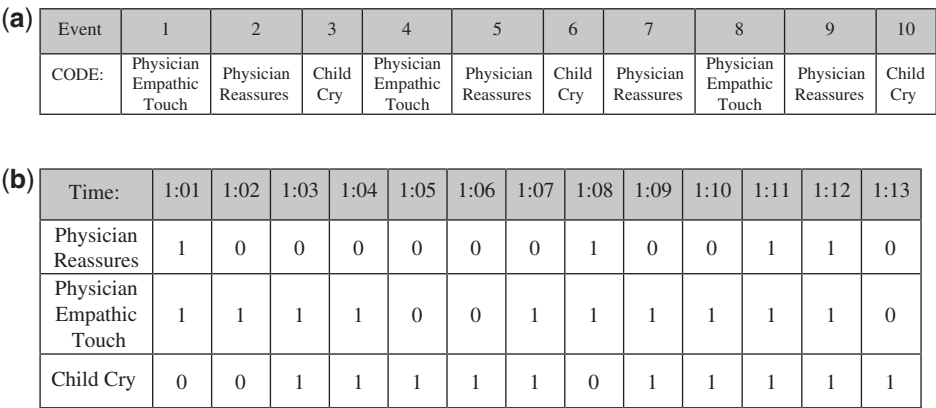 (a)
Event 1 2 3 4 5 6 7 8 9 10
CODE: Physician Empathic Touch Physician Reassures Child Cry Physician Empathic Touch Physician Reassures Child Cry Physician Reassures Physician Empathic Touch Physician Reassures Child Cry
(b)
Time: 1:01 1:02 1:03 1:04 1:05 1:06 1:07 1:08 1:09 1:10 1:11 1:12 1:13
Physician Reassures 1 0 0 0 0 0 0 1 0 0 1 1 0
Physician Empathic Touch 1 1 1 1 0 0 1 1 1 1 1 1 0
Child Cry 0 0 1 1 1 1 1 0 1 1 1 1 1